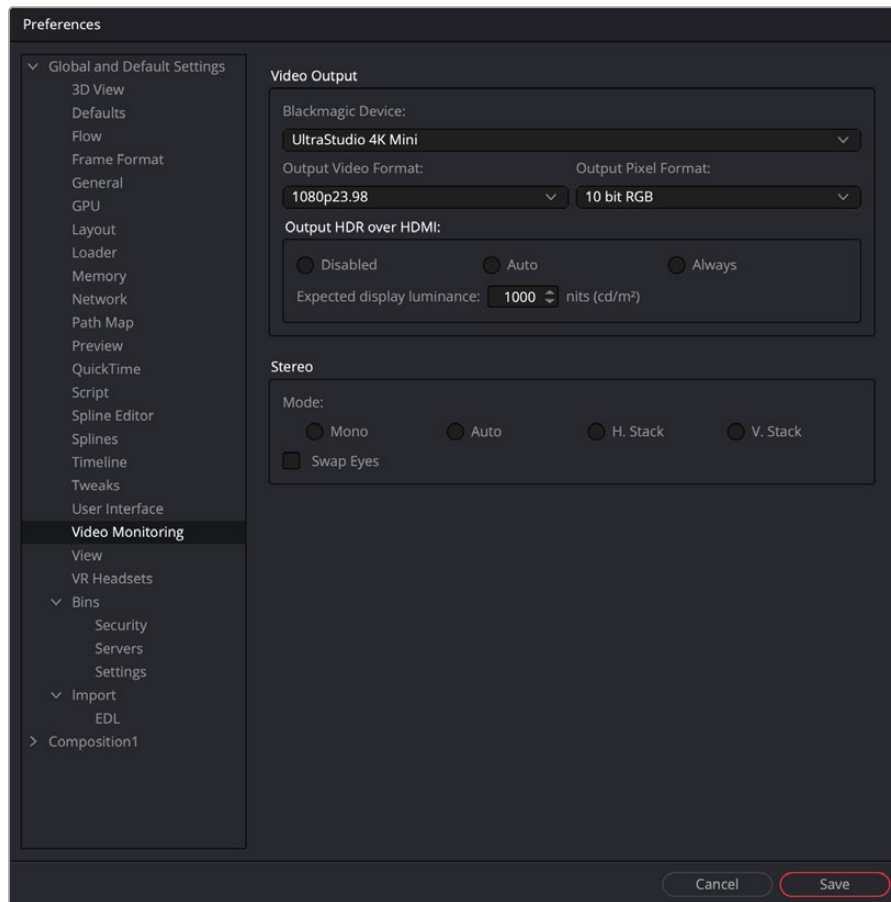 Preferences
Global and Default Settings
3D View
Defaults
Flow
Frame Format
General
GPU
Layout
Loader
Memory
Network
Path Map
Preview
QuickTime
Script
Spline Editor
Splines
Timeline
Tweaks
User Interface
Video Monitoring
View
VR Headsets
Bins
Security
Servers
Settings
Import
EDL
Composition1
Video Output
Blackmagic Device:
UltraStudio 4K Mini
Output Video Format: Output Pixel Format:
1080p23.98 10 bit RGB
Output HDR over HDMI:
Disabled Auto Always
Expected display luminance: 1000 nits (cd/m²)
Stereo
Mode:
Mono Auto H. Stack V. Stack
Swap Eyes
Cancel Save